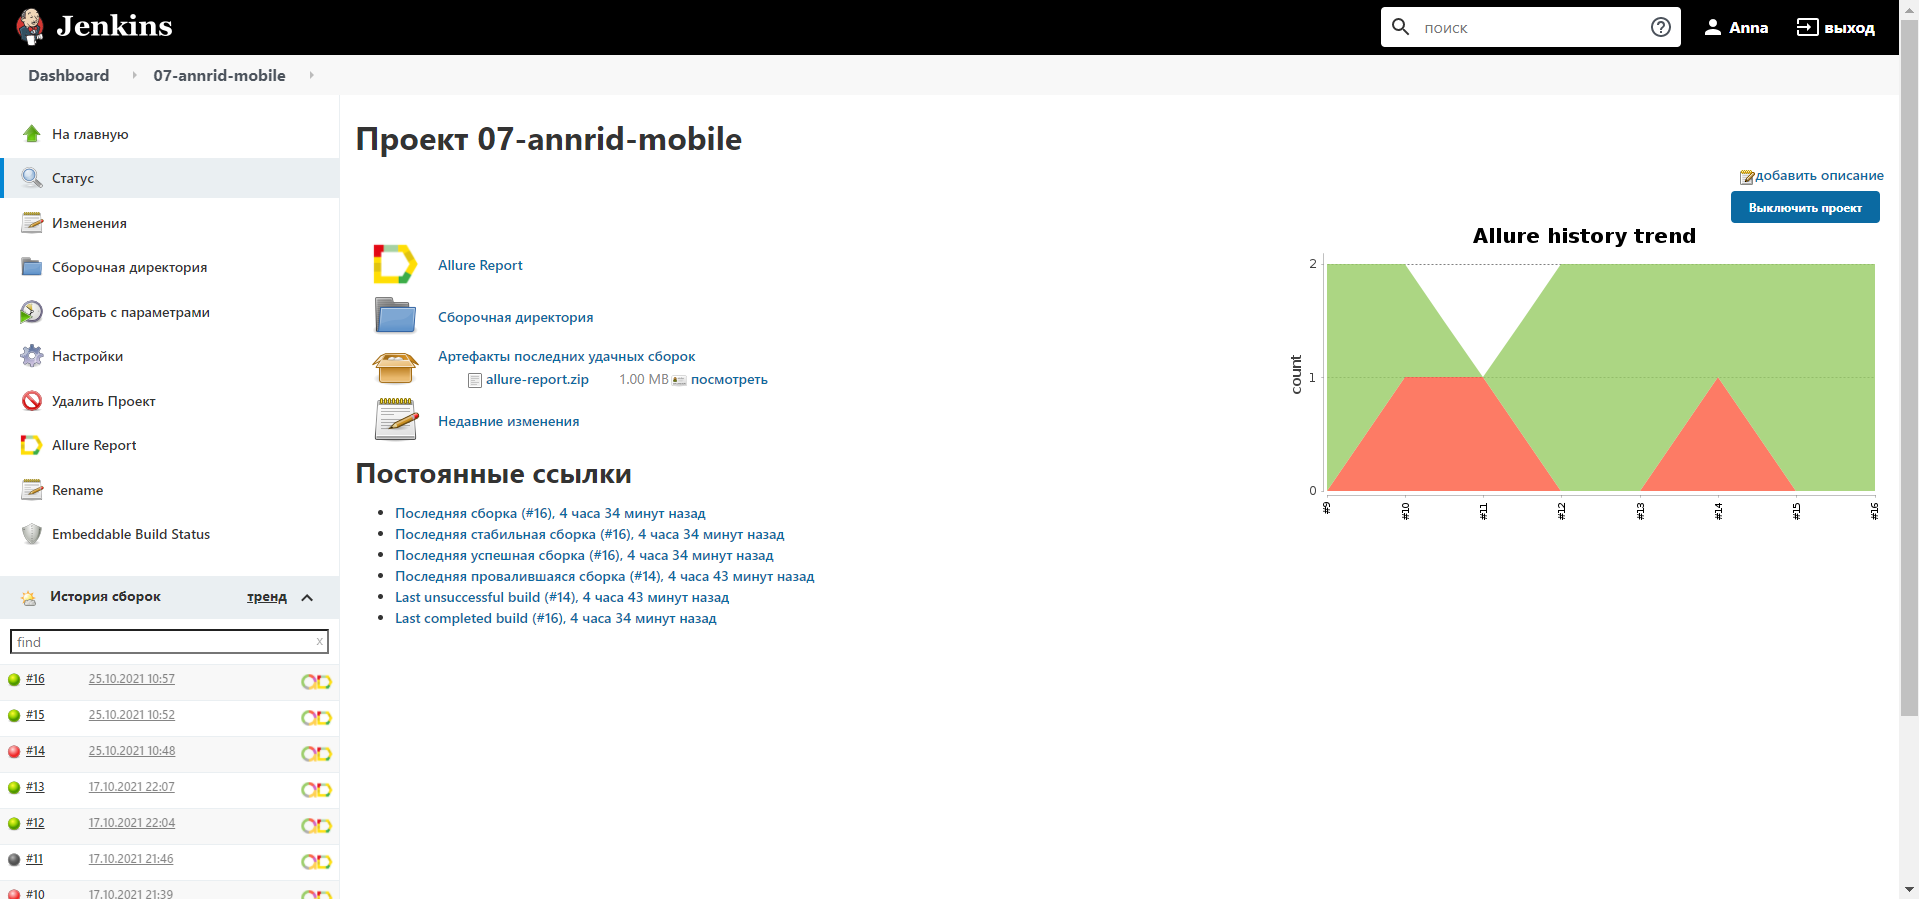 Jenkins
поиск
Anna
выход
Dashboard
07-annrid-mobile
На главную
Статус
Изменения
Сборочная директория
Собрать с параметрами
Настройки
Удалить Проект
Allure Report
Rename
Embeddable Build Status
История сборок
тренд
find
x
#16 25.10.2021 10:57
#15 25.10.2021 10:52
#14 25.10.2021 10:48
#13 17.10.2021 22:07
#12 17.10.2021 22:04
#11 17.10.2021 21:46
#10 17.10.2021 21:39
Проект 07-annrid-mobile
добавить описание
Выключить проект
Allure Report
Сборочная директория
Артефакты последних удачных сборок
allure-report.zip 1.00 MB посмотреть
Недавние изменения
Постоянные ссылки
Последняя сборка (#16), 4 часа 34 минут назад
Последняя стабильная сборка (#16), 4 часа 34 минут назад
Последняя успешная сборка (#16), 4 часа 34 минут назад
Последняя провалившаяся сборка (#14), 4 часа 43 минут назад
Last unsuccessful build (#14), 4 часа 43 минут назад
Last completed build (#16), 4 часа 34 минут назад
Allure history trend
count
2
1
0
#9 #10 #11 #12 #13 #14 #15 #16